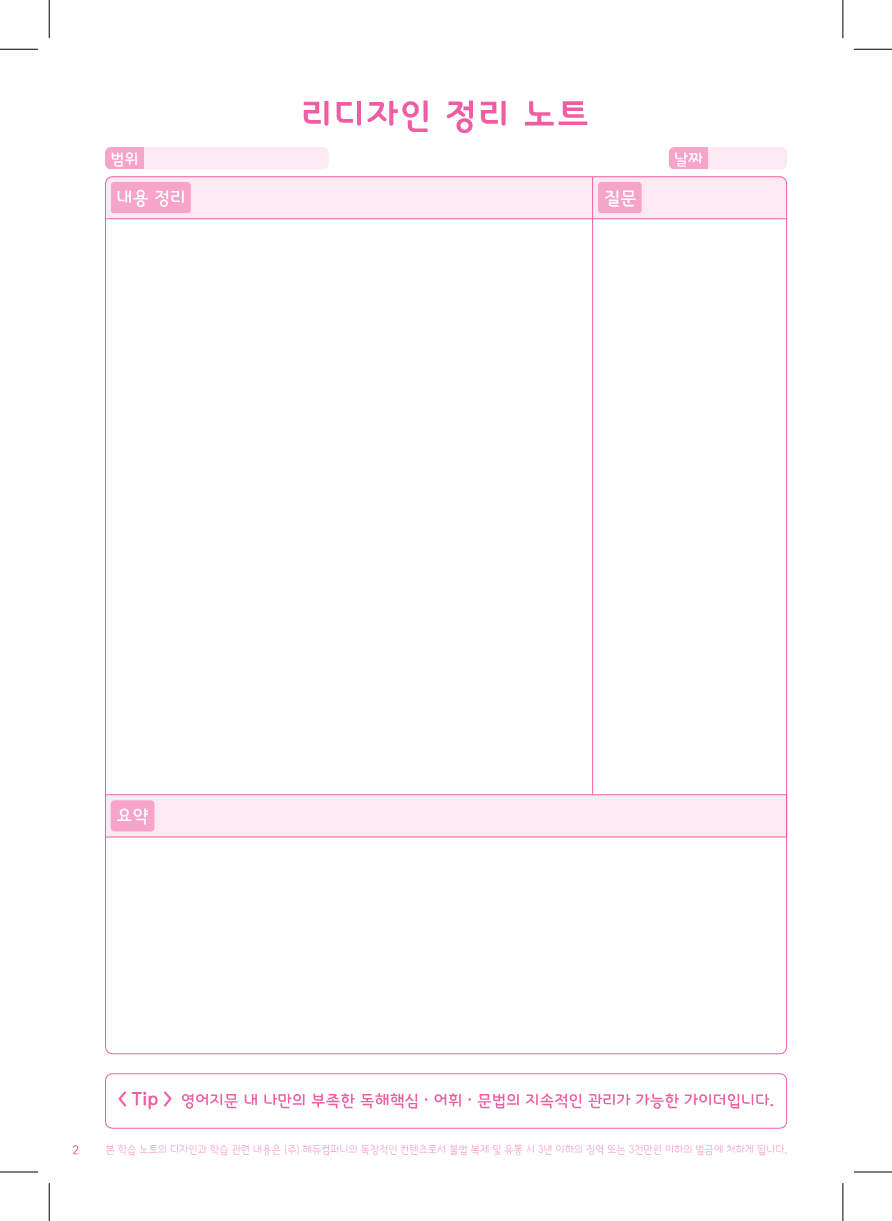 리디자인 정리 노트
범위
날짜
내용 정리
질문
요약
< Tip > 영어지문 내 나만의 부족한 독해핵심 · 어휘 · 문법의 지속적인 관리가 가능한 가이더입니다.
2 본 학습 노트의 디자인과 학습 관련 내용은 (주) 헤듀컴퍼니의 독창적인 컨텐츠로서 불법 복제 및 유통 시 3년 이하의 징역 또는 3천만원 이하의 벌금에 처하게 됩니다.